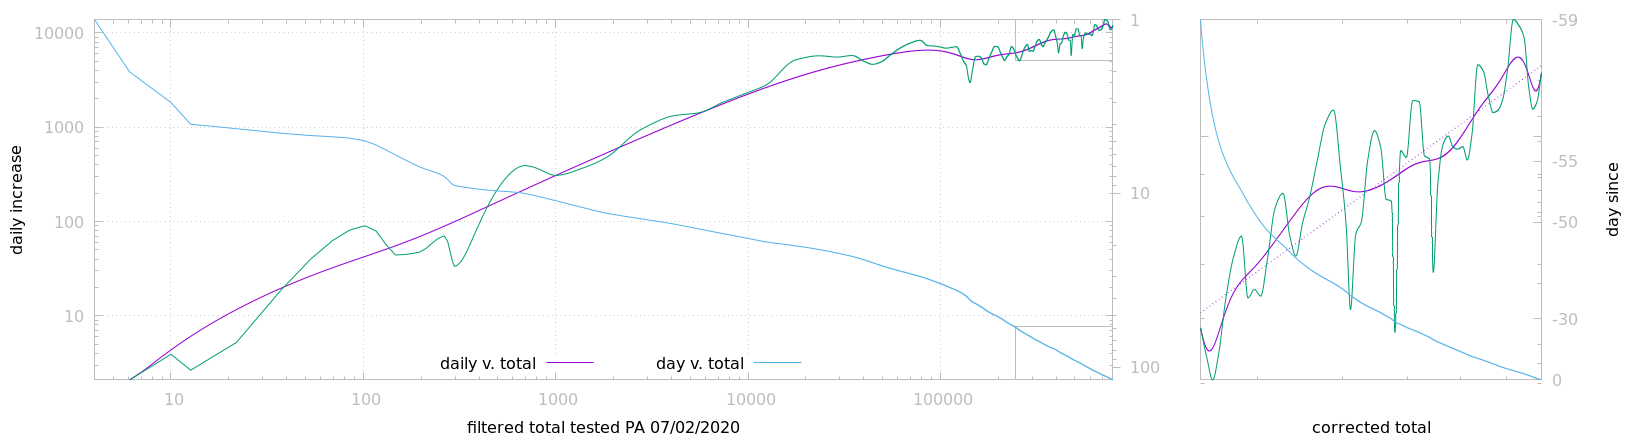 daily increase
10000
1000
100
10
10
100
1000
10000
100000
1
10
100
daily v. total
day v. total
filtered total tested PA 07/02/2020
-59
-55
-50
-30
0
day since
corrected total